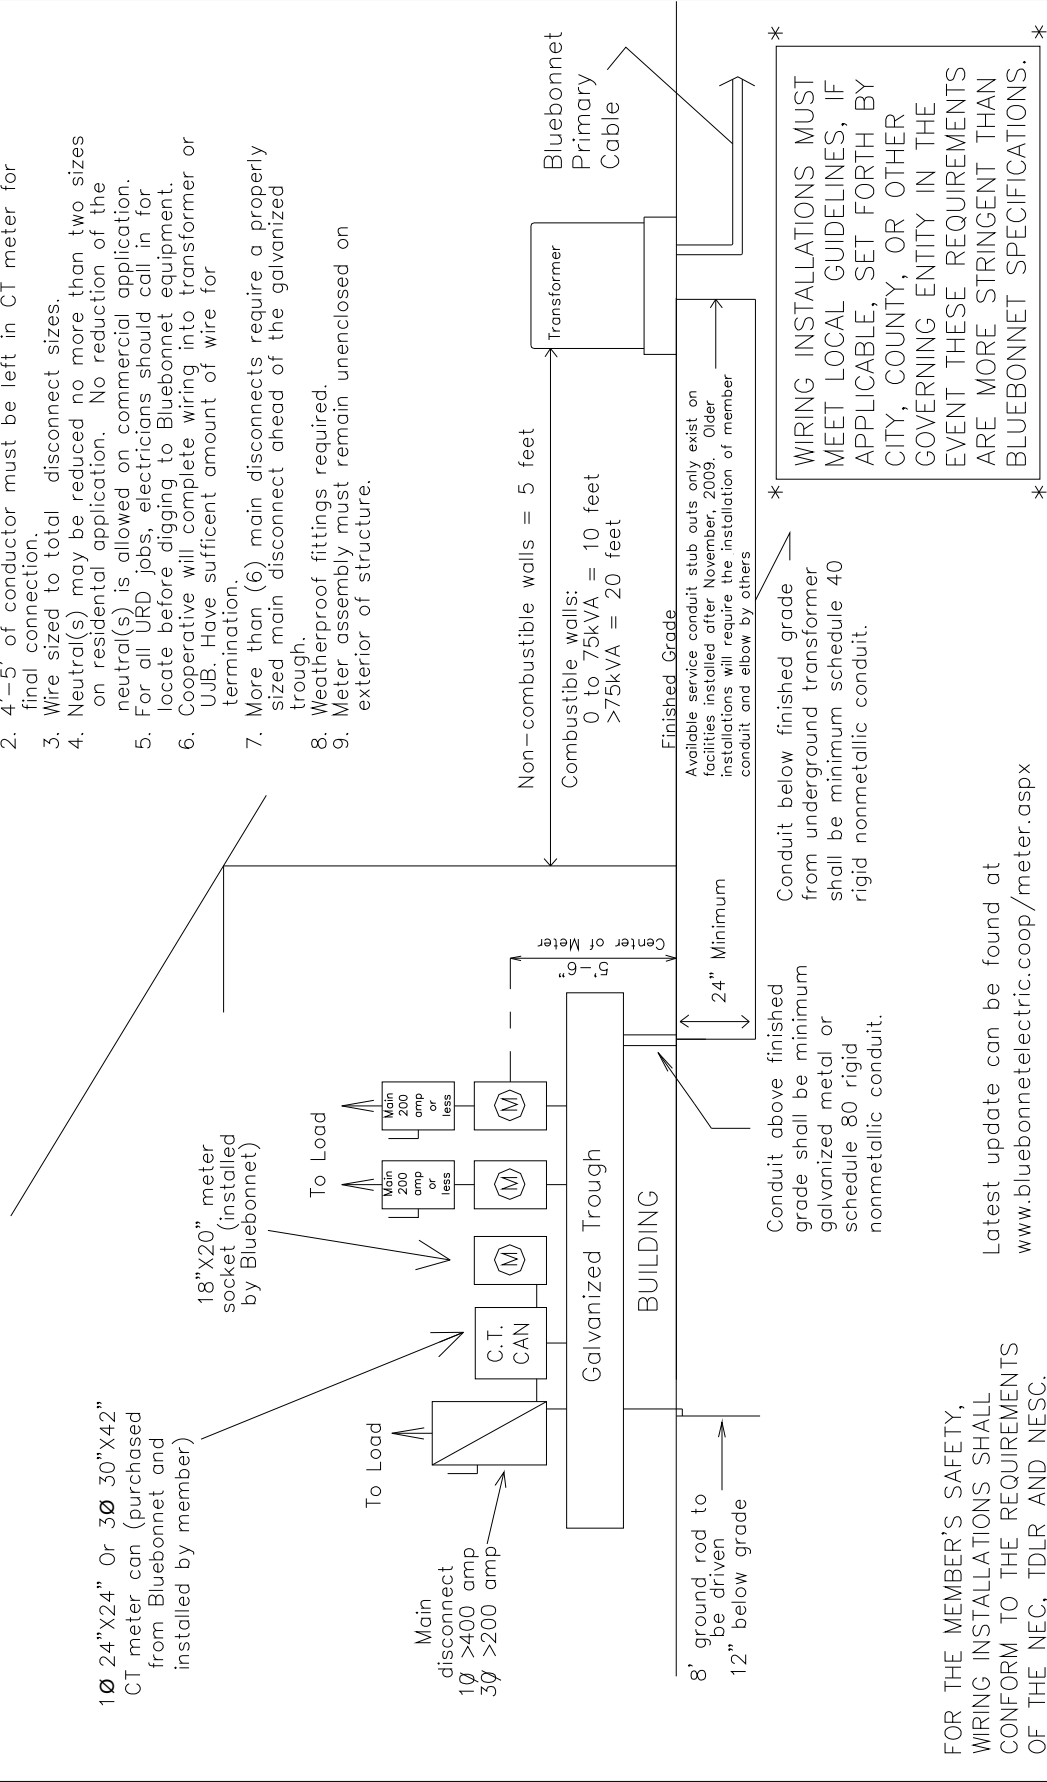 2. 4'-5' of conductor must be left in CT meter for
final connection.
3. Wire sized to total disconnect sizes.
4. Neutral(s) may be reduced no more than two sizes
on residental application. No reduction of the
neutral(s) is allowed on commercial application.
5. For all URD jobs, electricians should call in for
locate before digging to Bluebonnet equipment.
6. Cooperative will complete wiring into transformer or
UJB. Have sufficent amount of wire for
termination.
7. More than (6) main disconnects require a properly
sized main disconnect ahead of the galvanized
trough.
8. Weatherproof fittings required.
9. Meter assembly must remain unenclosed on
exterior of structure.
1Ø 24"X24" Or 3Ø 30"X42"
CT meter can (purchased
from Bluebonnet and
installed by member)
18"X20" meter
socket (installed
by Bluebonnet)
To Load
To Load
Main
disconnect
1Ø >400 amp
3Ø >200 amp
Main
200
amp
or
less
Main
200
amp
or
less
C.T.
CAN
M
M
M
Galvanized Trough
BUILDING
5'-6"
Center of Meter
Non-combustible walls = 5 feet
Combustible walls:
0 to 75kVA = 10 feet
>75kVA = 20 feet
Transformer
Bluebonnet
Primary
Cable
Finished Grade
Available service conduit stub outs only exist on
facilities installed after November, 2009. Older
installations will require the installation of member
conduit and elbow by others
24" Minimum
8' ground rod to
be driven
12" below grade
Conduit above finished
grade shall be minimum
galvanized metal or
schedule 80 rigid
nonmetallic conduit.
Conduit below finished grade
from underground transformer
shall be minimum schedule 40
rigid nonmetallic conduit.
* *
WIRING INSTALLATIONS MUST
MEET LOCAL GUIDELINES, IF
APPLICABLE, SET FORTH BY
CITY, COUNTY, OR OTHER
GOVERNING ENTITY IN THE
EVENT THESE REQUIREMENTS
ARE MORE STRINGENT THAN
BLUEBONNET SPECIFICATIONS.
* *
FOR THE MEMBER'S SAFETY,
WIRING INSTALLATIONS SHALL
CONFORM TO THE REQUIREMENTS
OF THE NEC, TDLR AND NESC.
Latest update can be found at
www.bluebonnetelectric.coop/meter.aspx